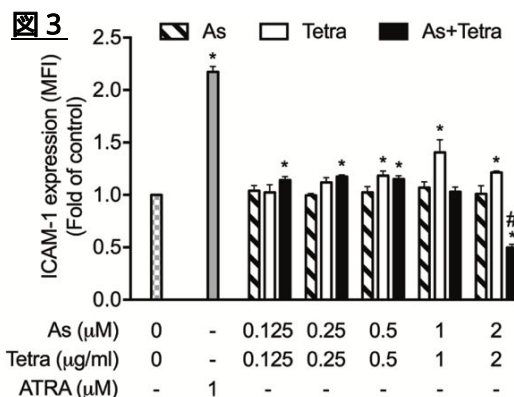 図 3
As Tetra As+Tetra
ICAM-1 expression (MFI)
(Fold of control)
2.5
2.0
1.5
1.0
0.5
0.0
*
*
*
*
*
*
*
#
*
As (μM) 0 - 0.125 0.25 0.5 1 2
Tetra (μg/ml) 0 - 0.125 0.25 0.5 1 2
ATRA (μM) - 1 - - - - -